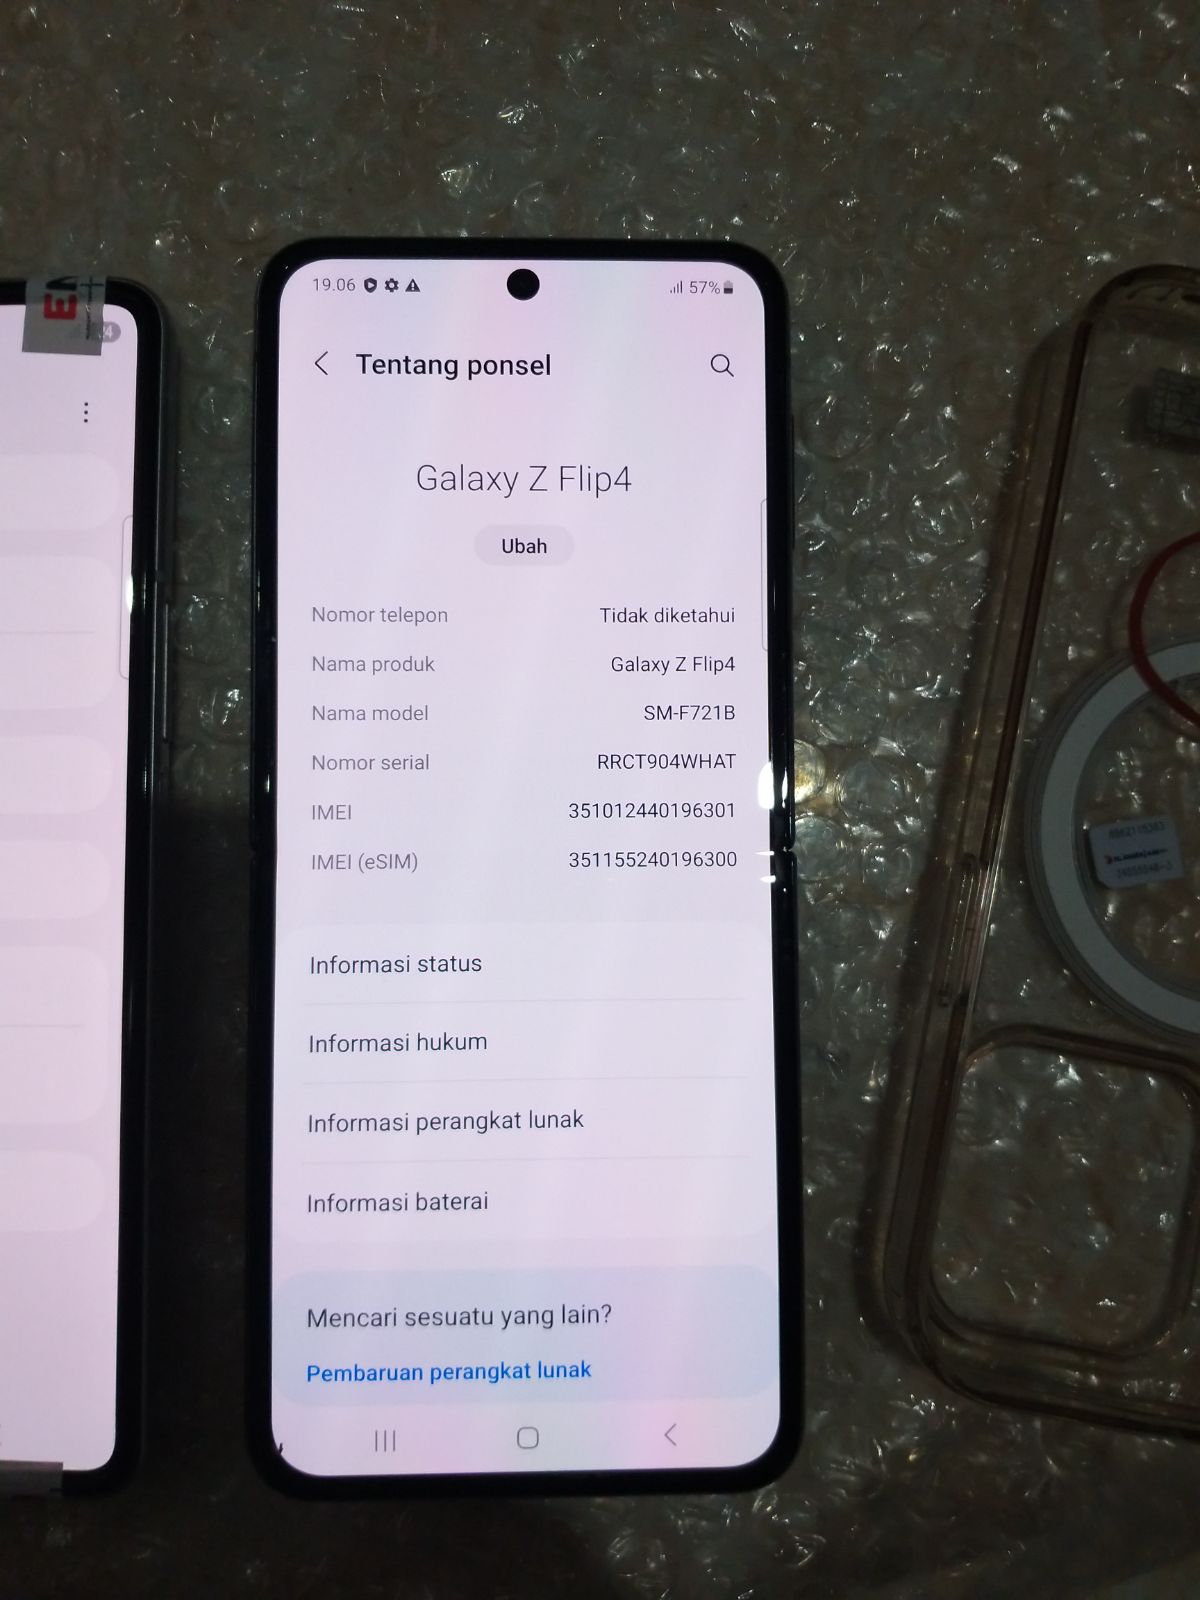 19.06
57%
Tentang ponsel
Galaxy Z Flip4
Ubah
Nomor telepon Tidak diketahui
Nama produk Galaxy Z Flip4
Nama model SM-F721B
Nomor serial RRCT904WHAT
IMEI 351012440196301
IMEI (eSIM) 351155240196300
Informasi status
Informasi hukum
Informasi perangkat lunak
Informasi baterai
Mencari sesuatu yang lain?
Pembaruan perangkat lunak